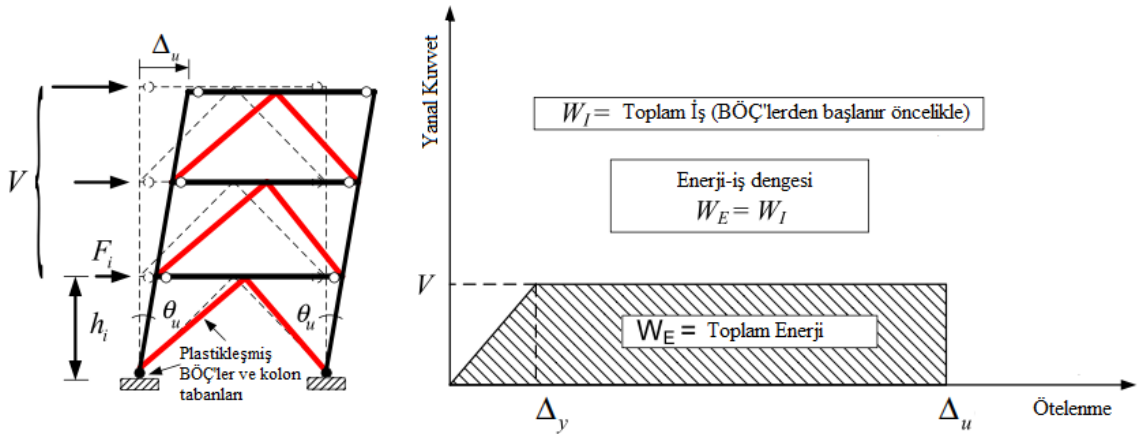 Δu
V
Fi
hi
θu
θu
Plastikleşmiş
BÖÇ'ler ve kolon
tabanları
Yanal Kuvvet
WI = Toplam İş (BÖÇ'lerden başlanır öncelikle)
Enerji-iş dengesi
WE = WI
V
WE = Toplam Enerji
Δy
Δu
Ötelenme